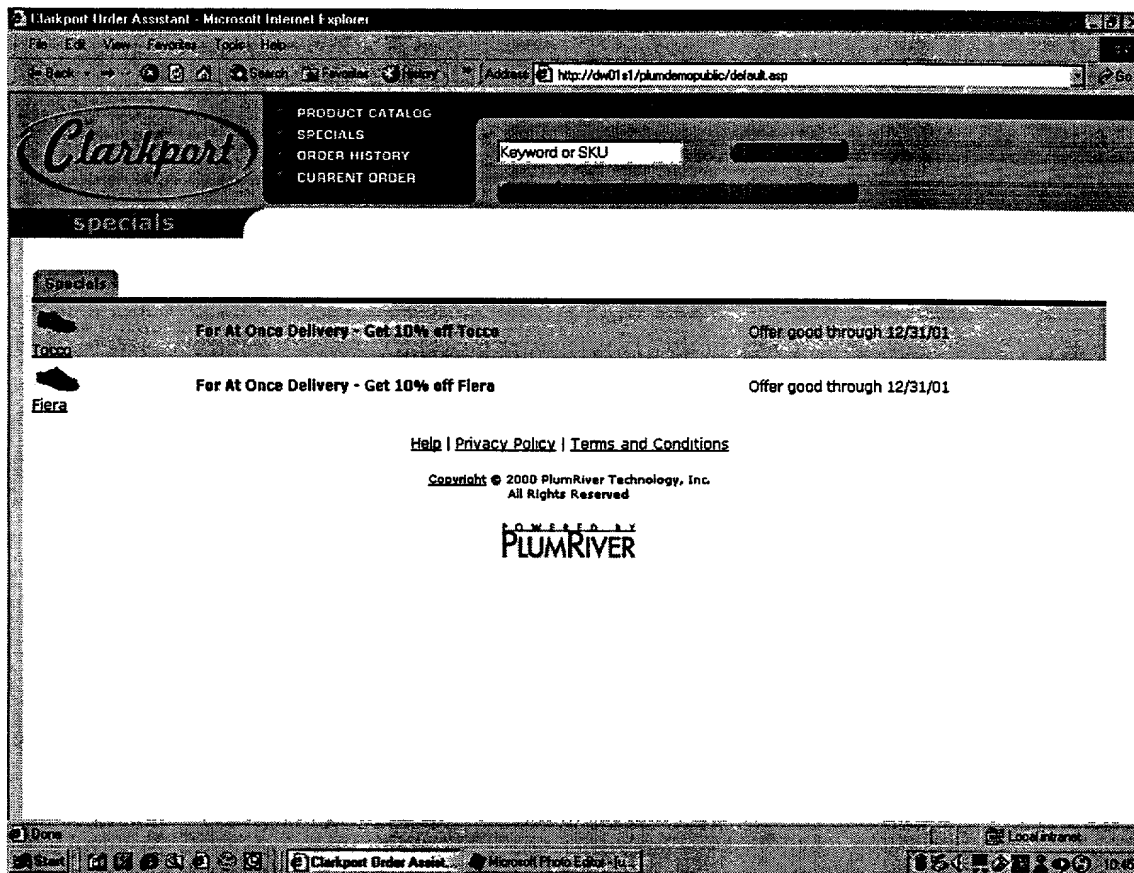 Clarkport Order Assistant - Microsoft Internet Explorer
File Edit View Favorites Tools Help
Back Search Favorites History Address http://dw01s1/plumdemopublic/default.asp Go
Clarkport
PRODUCT CATALOG
SPECIALS
ORDER HISTORY
CURRENT ORDER
Keyword or SKU
specials
Specials
Tocco
For At Once Delivery - Get 10% off Tocco
Offer good through 12/31/01
Fiera
For At Once Delivery - Get 10% off Fiera
Offer good through 12/31/01
Help | Privacy Policy | Terms and Conditions
Copyright © 2000 PlumRiver Technology, Inc.
All Rights Reserved
POWERED BY
PLUMRIVER
Done
Local intranet
Start Clarkport Order Assist... Microsoft Photo Editor - [u... 10:45